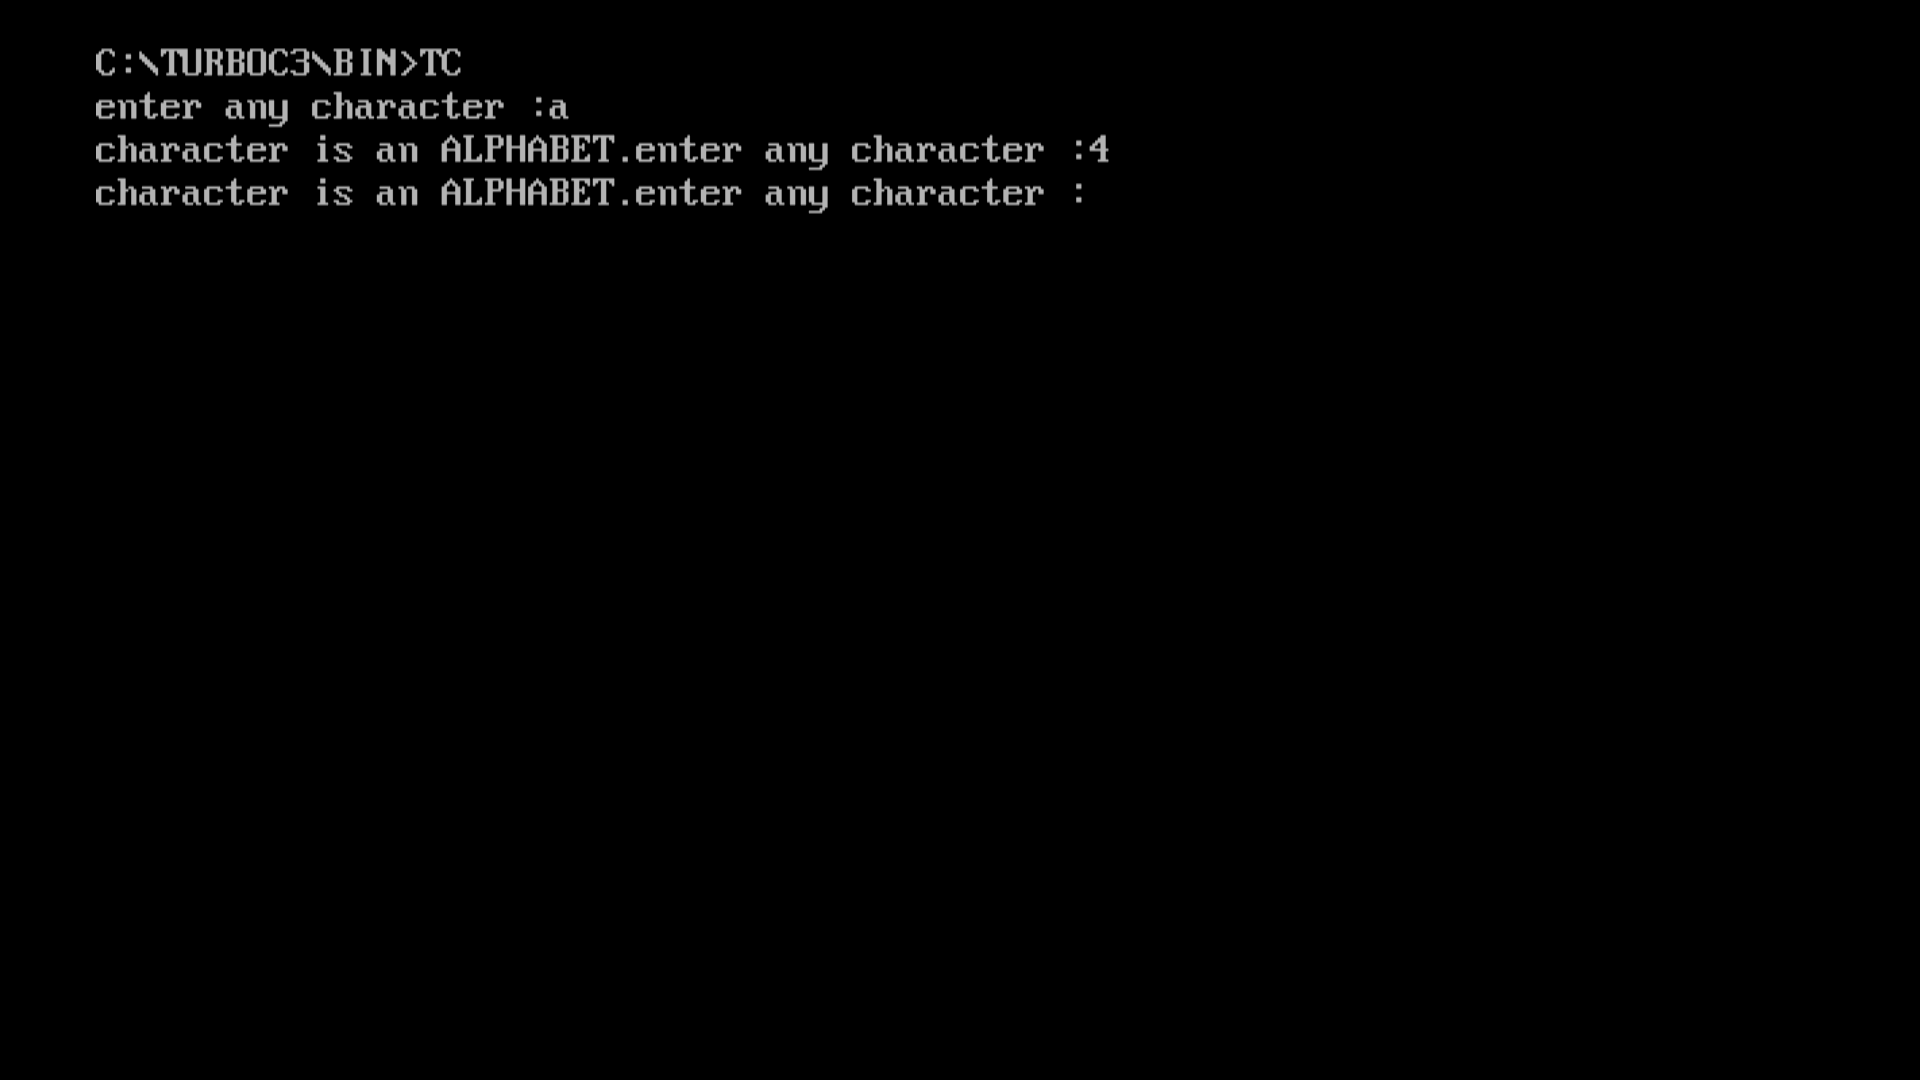 C:\TURBOC3\BIN>TC
enter any character :a
character is an ALPHABET.enter any character :4
character is an ALPHABET.enter any character :